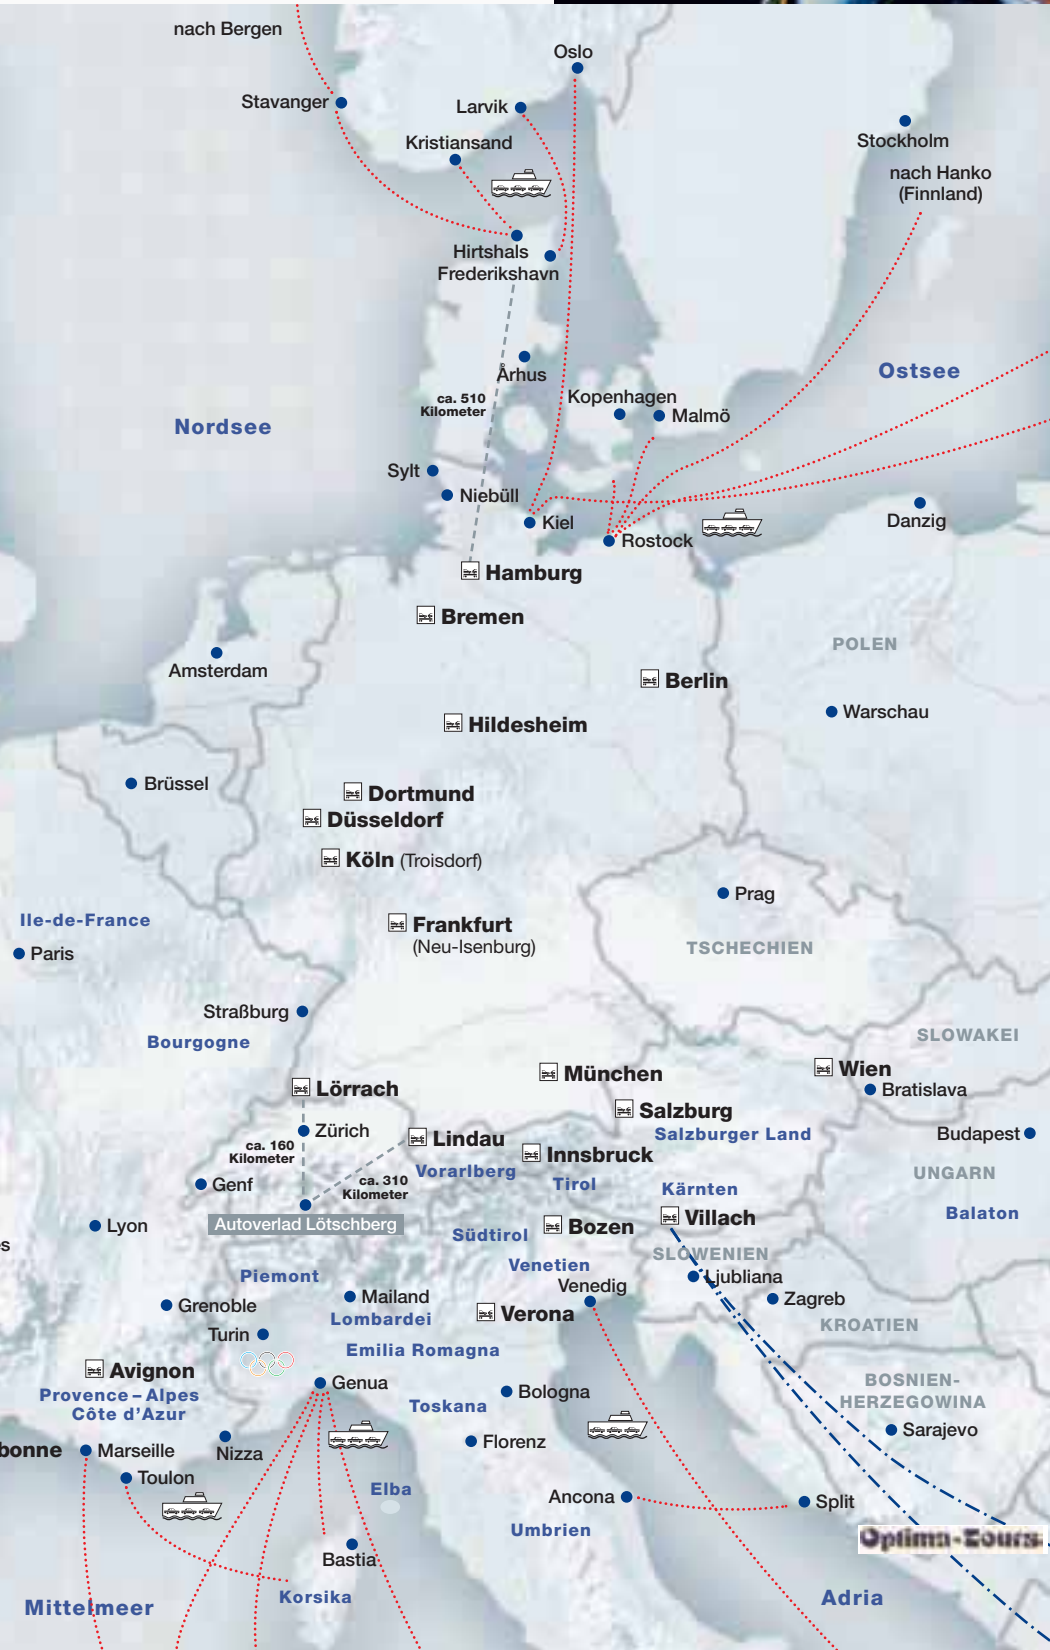 nach Bergen
Oslo
Stavanger
Larvik
Kristiansand
Stockholm
nach Hanko
(Finnland)
Hirtshals
Frederikshavn
Århus
Ostsee
ca. 510
Kilometer
Kopenhagen
Malmö
Nordsee
Sylt
Niebüll
Kiel
Danzig
Rostock
Hamburg
Bremen
POLEN
Amsterdam
Berlin
Warschau
Hildesheim
Brüssel
Dortmund
Düsseldorf
Köln (Troisdorf)
Prag
Ile-de-France
Frankfurt
(Neu-Isenburg)
TSCHECHIEN
Paris
Straßburg
Bourgogne
SLOWAKEI
München
Wien
Lörrach
Bratislava
Salzburg
Zürich
Lindau
Salzburger Land
Budapest
ca. 160
Kilometer
Innsbruck
Vorarlberg
UNGARN
Genf
ca. 310
Kilometer
Tirol
Kärnten
Balaton
Lyon
Autoverlad Lötschberg
Bozen
Villach
Südtirol
es
SLOWENIEN
Venetien
Piemont
Ljubliana
Venedig
Mailand
Zagreb
Grenoble
Verona
Lombardei
KROATIEN
Turin
Emilia Romagna
Avignon
Genua
BOSNIEN-
HERZEGOWINA
Provence – Alpes
Côte d'Azur
Bologna
Toskana
Sarajevo
bonne
Marseille
Nizza
Florenz
Toulon
Elba
Ancona
Split
Umbrien
Optima-Tours
Bastia
Korsika
Adria
Mittelmeer